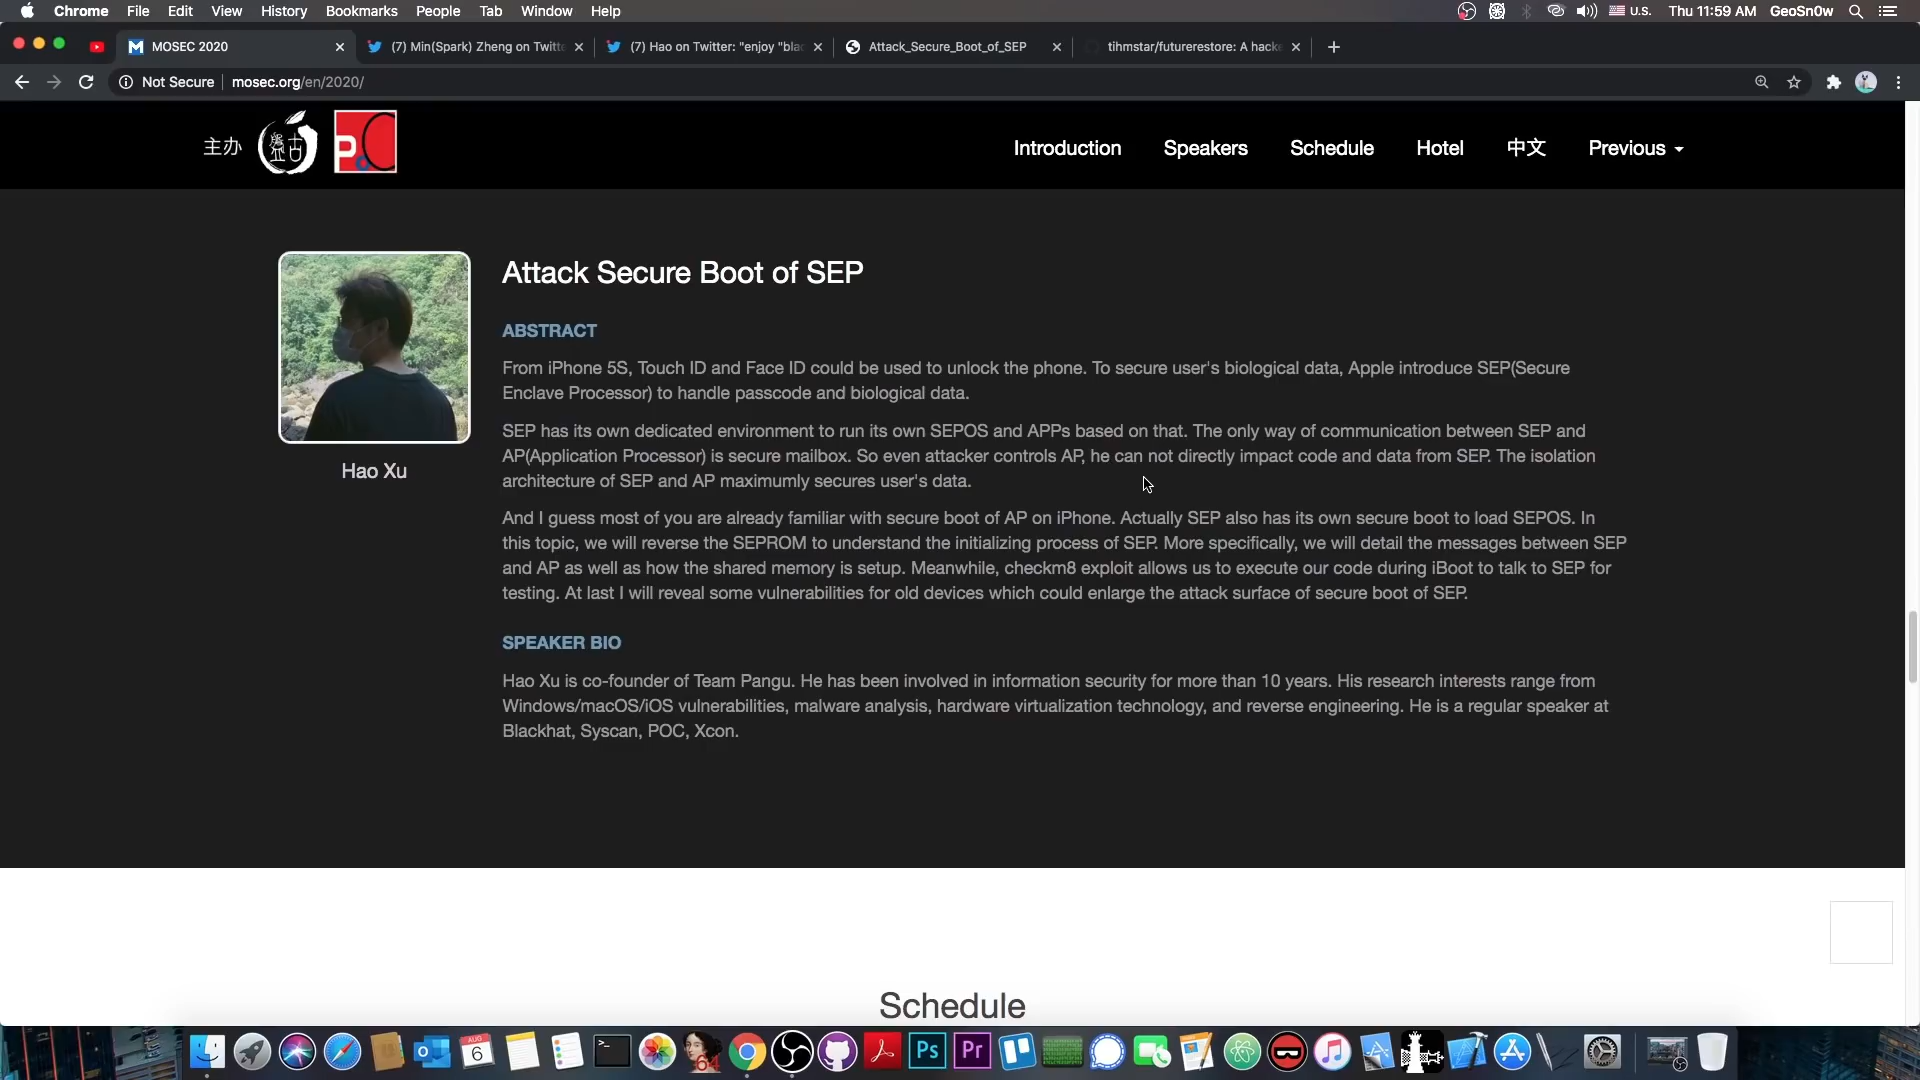 Chrome File Edit View History Bookmarks People Tab Window Help U.S. Thu 11:59 AM GeoSn0w
MOSEC 2020 (7) Min(Spark) Zheng on Twitte (7) Hao on Twitter: "enjoy "bla Attack_Secure_Boot_of_SEP tihmstar/futurerestore: A hacke
Not Secure mosec.org/en/2020/
主办 盘古 PoC Introduction Speakers Schedule Hotel 中文 Previous
Attack Secure Boot of SEP
ABSTRACT
From iPhone 5S, Touch ID and Face ID could be used to unlock the phone. To secure user's biological data, Apple introduce SEP(Secure
Enclave Processor) to handle passcode and biological data.
SEP has its own dedicated environment to run its own SEPOS and APPs based on that. The only way of communication between SEP and
AP(Application Processor) is secure mailbox. So even attacker controls AP, he can not directly impact code and data from SEP. The isolation
architecture of SEP and AP maximumly secures user's data.
Hao Xu
And I guess most of you are already familiar with secure boot of AP on iPhone. Actually SEP also has its own secure boot to load SEPOS. In
this topic, we will reverse the SEPROM to understand the initializing process of SEP. More specifically, we will detail the messages between SEP
and AP as well as how the shared memory is setup. Meanwhile, checkm8 exploit allows us to execute our code during iBoot to talk to SEP for
testing. At last I will reveal some vulnerabilities for old devices which could enlarge the attack surface of secure boot of SEP.
SPEAKER BIO
Hao Xu is co-founder of Team Pangu. He has been involved in information security for more than 10 years. His research interests range from
Windows/macOS/iOS vulnerabilities, malware analysis, hardware virtualization technology, and reverse engineering. He is a regular speaker at
Blackhat, Syscan, POC, Xcon.
Schedule
AUG
6
64
Ps
Pr